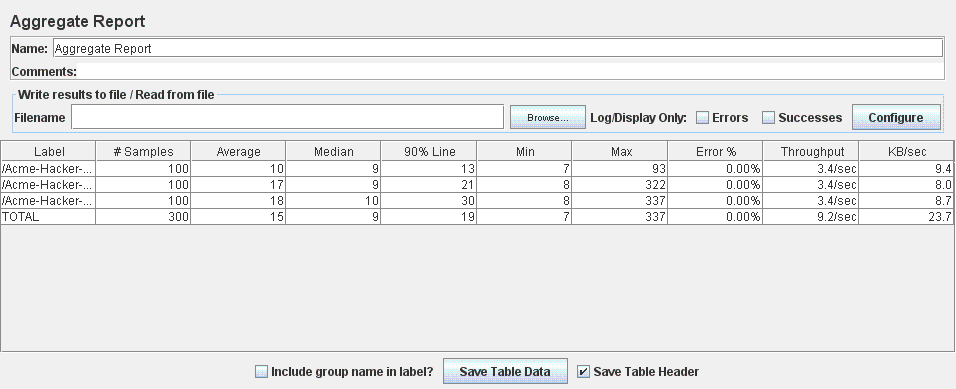 Aggregate Report
Name: Aggregate Report
Comments:
Write results to file / Read from file
Filename Browse... Log/Display Only: Errors Successes Configure
Label # Samples Average Median 90% Line Min Max Error % Throughput KB/sec
/Acme-Hacker-... 100 10 9 13 7 93 0.00% 3.4/sec 9.4
/Acme-Hacker-... 100 17 9 21 8 322 0.00% 3.4/sec 8.0
/Acme-Hacker-... 100 18 10 30 8 337 0.00% 3.4/sec 8.7
TOTAL 300 15 9 19 7 337 0.00% 9.2/sec 23.7
Include group name in label? Save Table Data Save Table Header